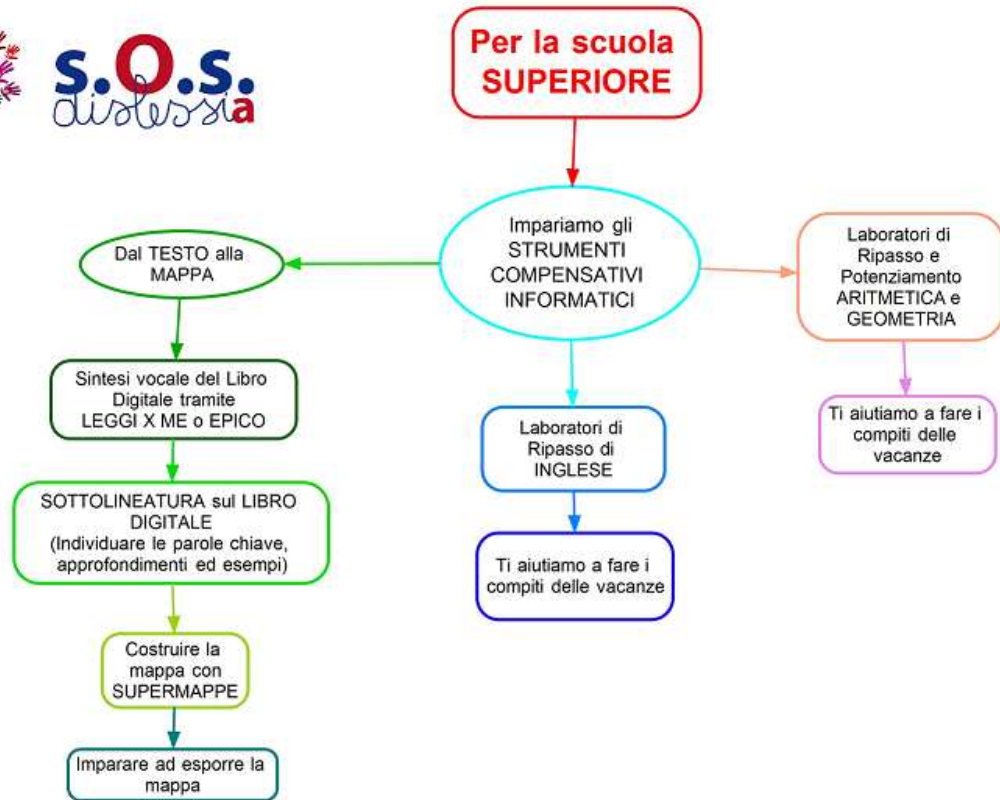 s.O.s.
dislessia
Per la scuola
SUPERIORE
Impariamo gli
STRUMENTI
COMPENSATIVI
INFORMATICI
Dal TESTO alla
MAPPA
Sintesi vocale del Libro
Digitale tramite
LEGGI X ME o EPICO
SOTTOLINEATURA sul LIBRO
DIGITALE
(Individuare le parole chiave,
approfondimenti ed esempi)
Costruire la
mappa con
SUPERMAPPE
Imparare ad esporre la
mappa
Laboratori di
Ripasso di
INGLESE
Ti aiutiamo a fare i
compiti delle vacanze
Laboratori di
Ripasso e
Potenziamento
ARITMETICA e
GEOMETRIA
Ti aiutiamo a fare i
compiti delle
vacanze